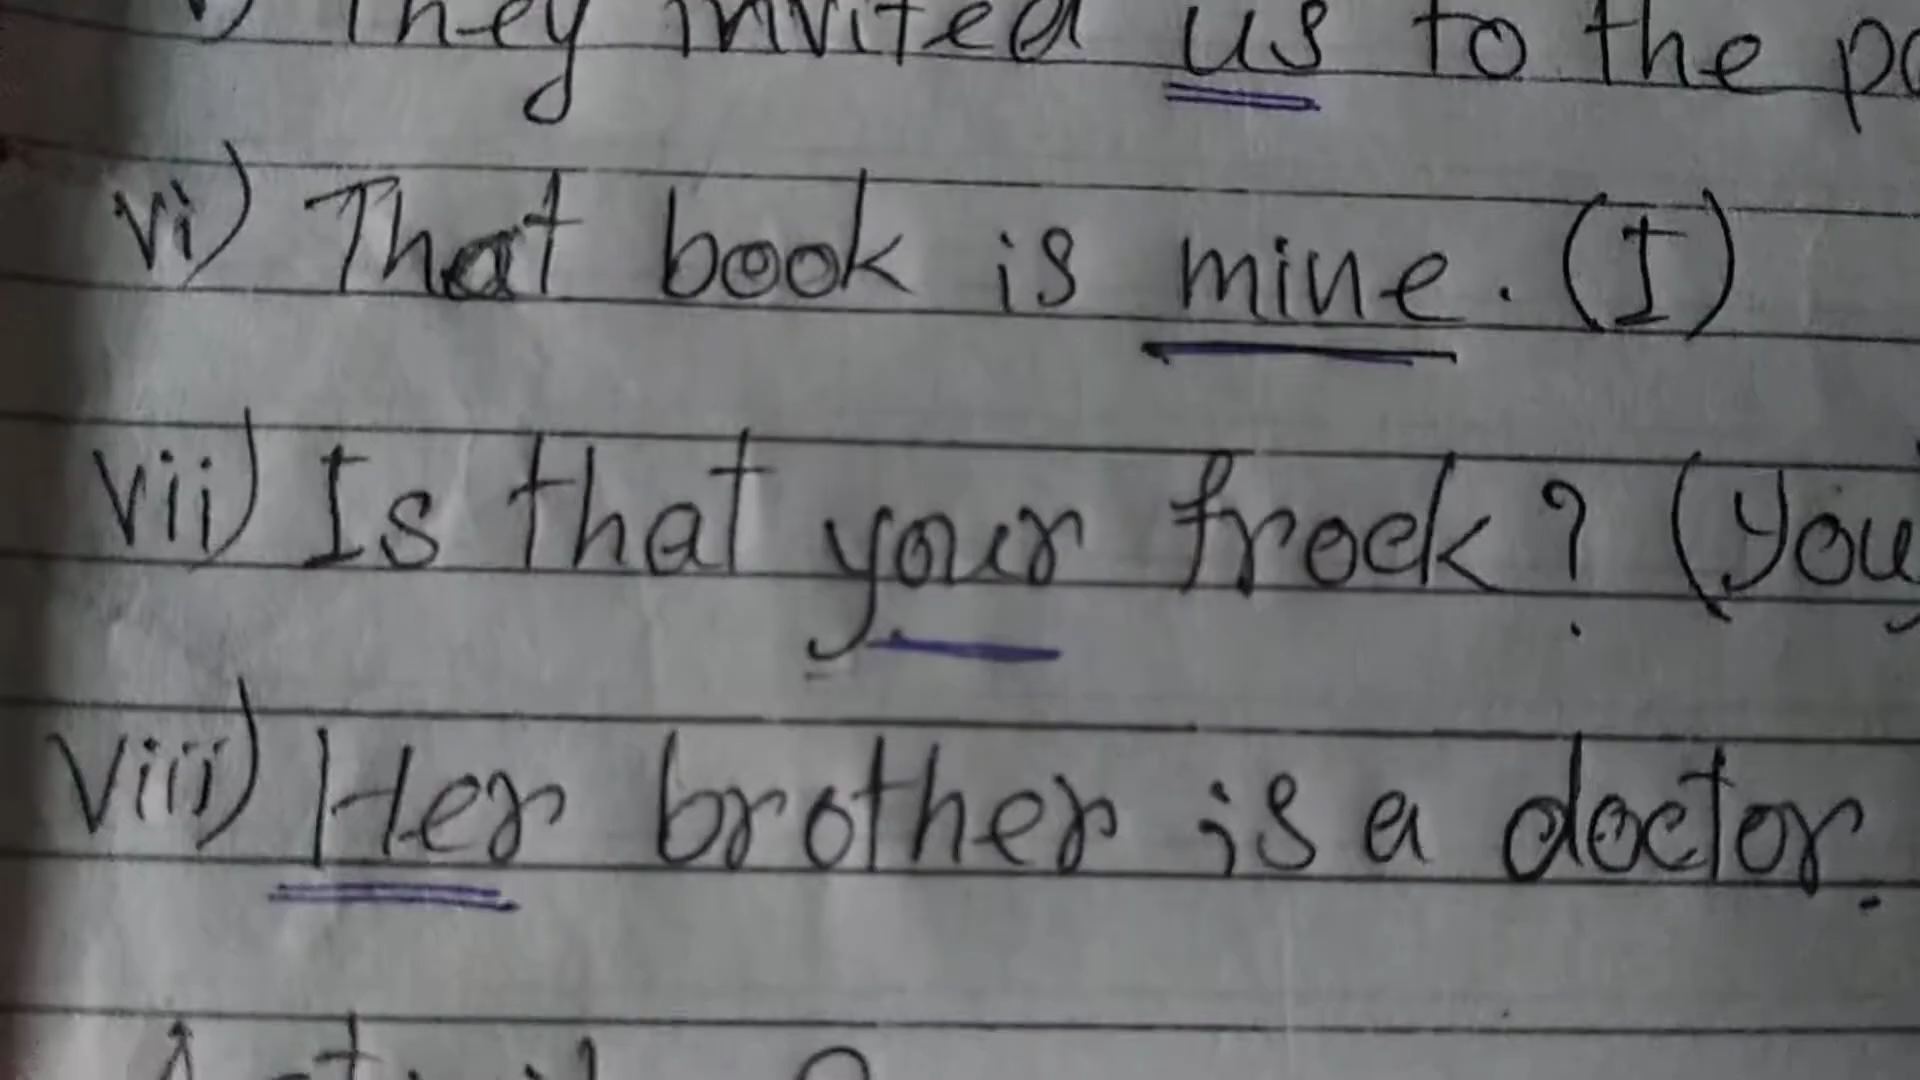 They invited us to the
vi) That book is mine. (I)
vii) Is that your frock? (you
viii) Her brother is a doctor.